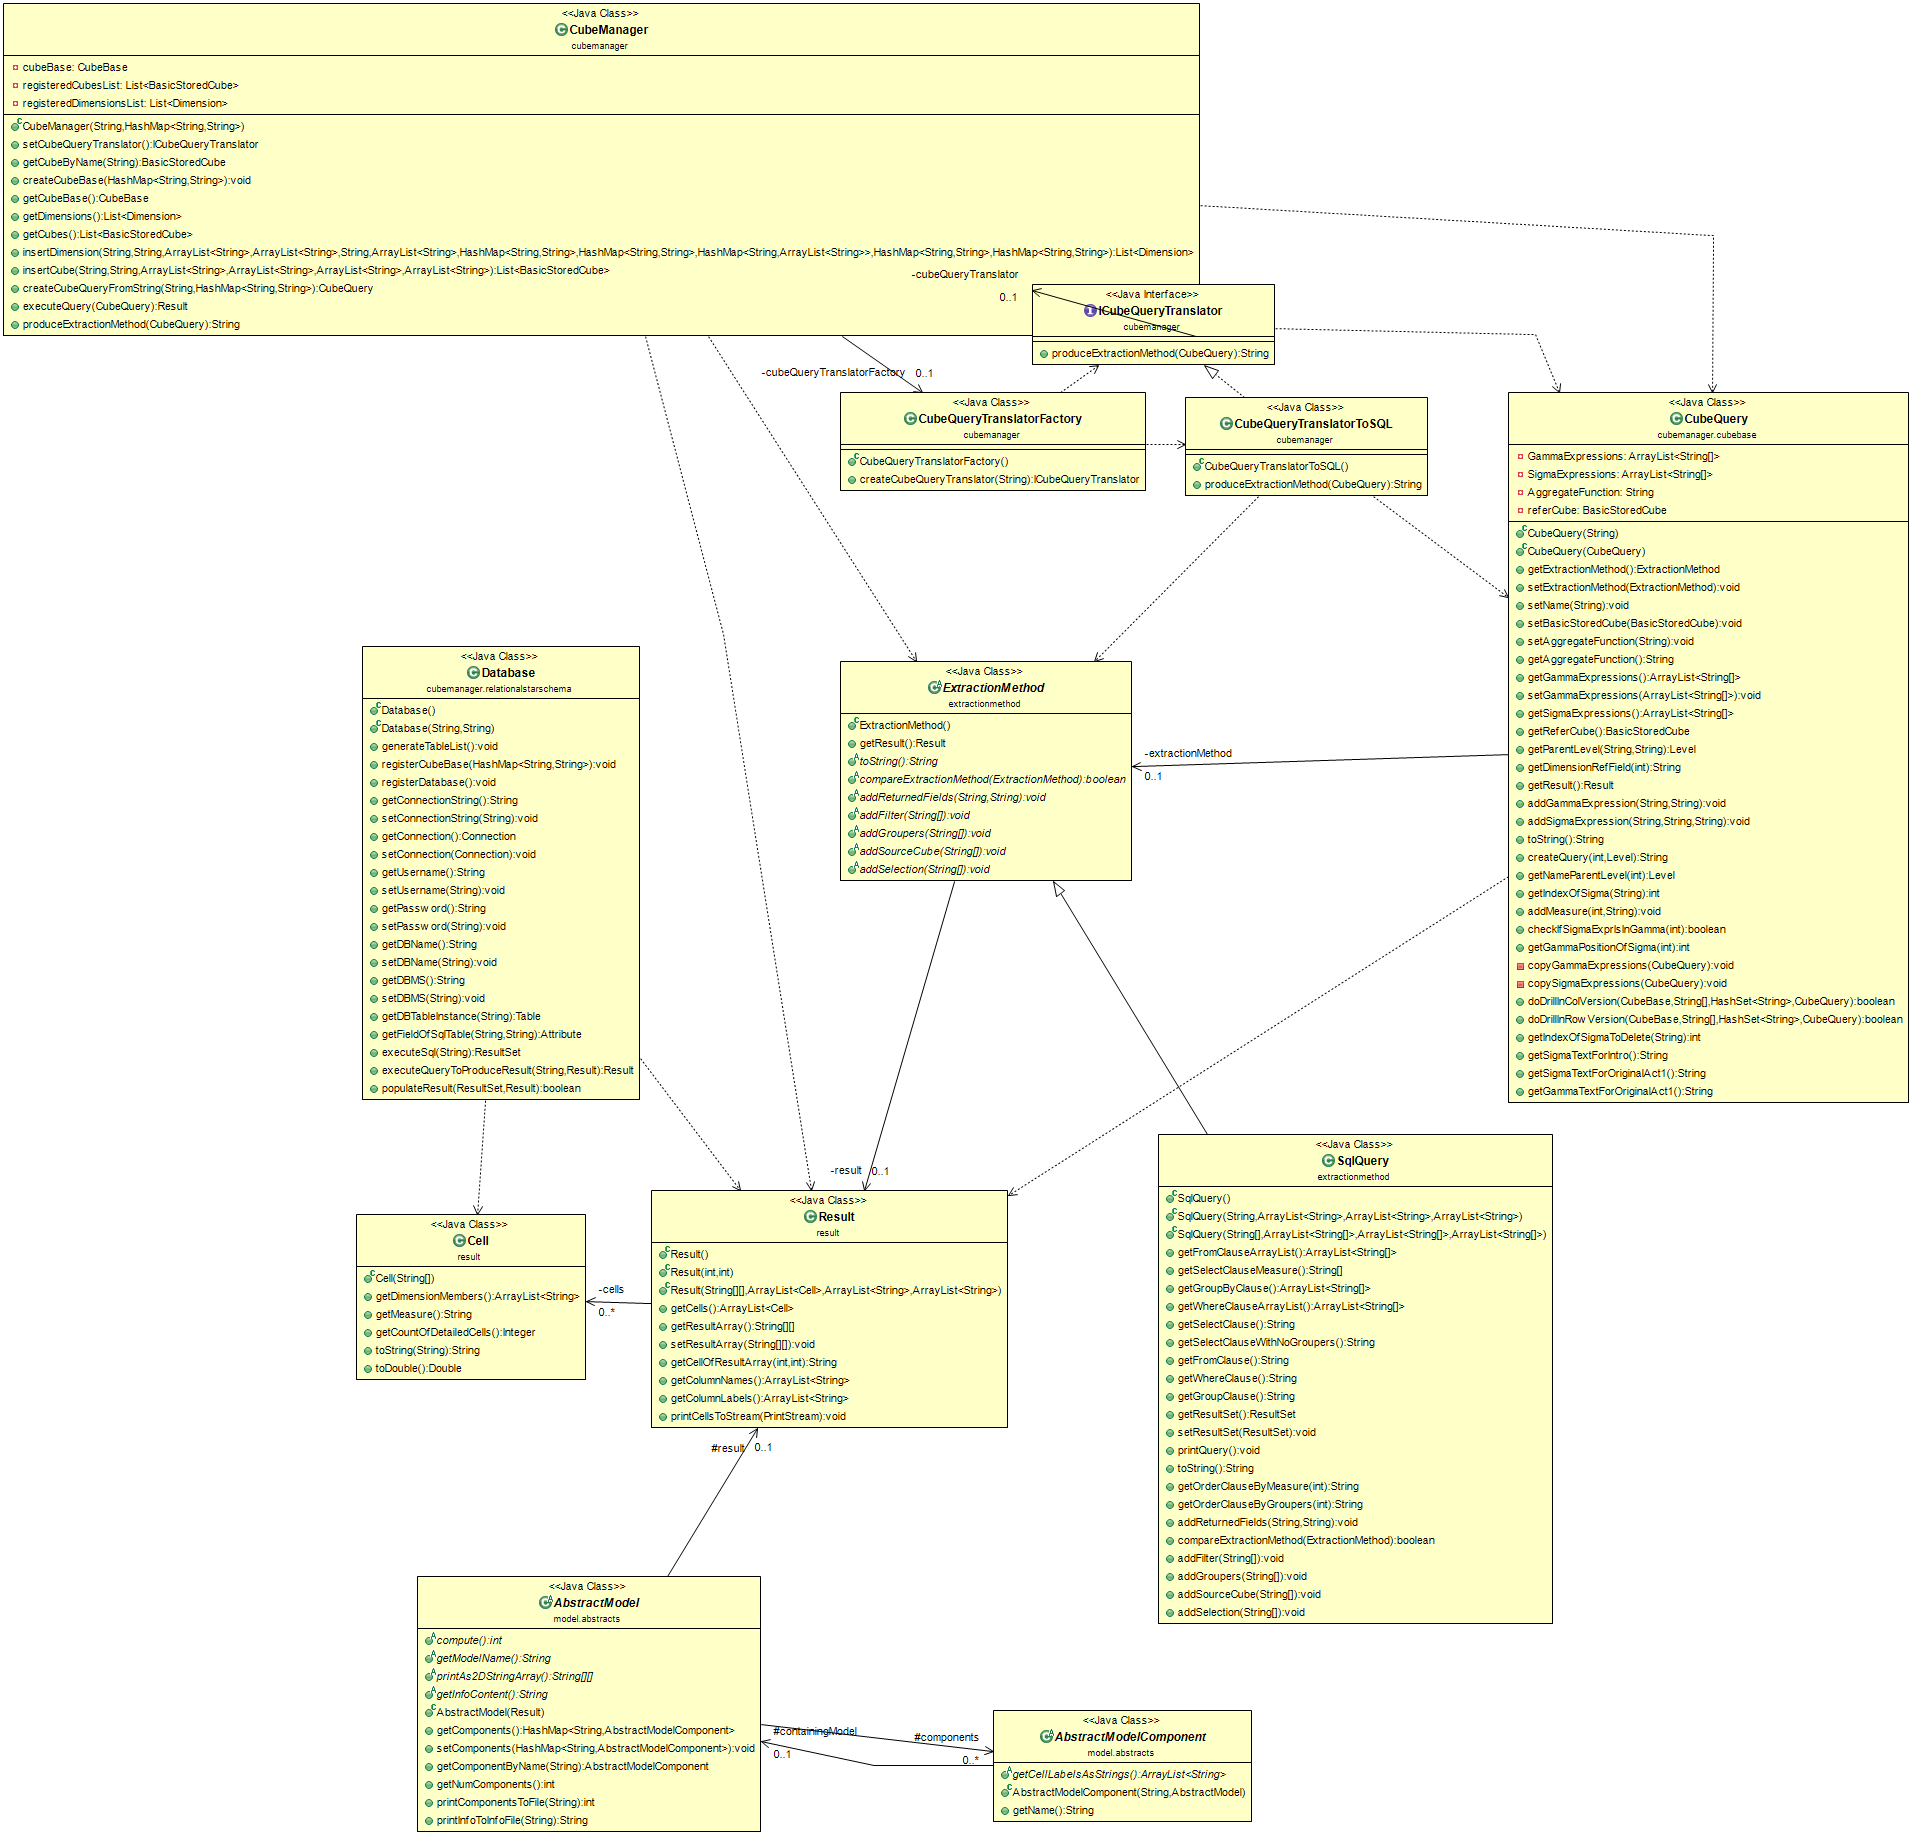 <<Java Class>>
CubeManager
cubemanager
cubeBase: CubeBase
registeredCubesList: List<BasicStoredCube>
registeredDimensionsList: List<Dimension>
CubeManager(String,HashMap<String,String>)
setCubeQueryTranslator():ICubeQueryTranslator
getCubeByName(String):BasicStoredCube
createCubeBase(HashMap<String,String>):void
getCubeBase():CubeBase
getDimensions():List<Dimension>
getCubes():List<BasicStoredCube>
insertDimension(String,String,ArrayList<String>,ArrayList<String>,String,ArrayList<String>,HashMap<String,String>,HashMap<String,String>,HashMap<String,ArrayList<String>>,HashMap<String,String>,HashMap<String,String>):List<Dimension>
insertCube(String,String,ArrayList<String>,ArrayList<String>,ArrayList<String>,ArrayList<String>):List<BasicStoredCube>
createCubeQueryFromString(String,HashMap<String,String>):CubeQuery
executeQuery(CubeQuery):Result
produceExtractionMethod(CubeQuery):String
-cubeQueryTranslator
0..1
<<Java Interface>>
ICubeQueryTranslator
cubemanager
produceExtractionMethod(CubeQuery):String
-cubeQueryTranslatorFactory
0..1
<<Java Class>>
CubeQueryTranslatorFactory
cubemanager
CubeQueryTranslatorFactory()
createCubeQueryTranslator(String):ICubeQueryTranslator
<<Java Class>>
CubeQueryTranslatorToSQL
cubemanager
CubeQueryTranslatorToSQL()
produceExtractionMethod(CubeQuery):String
<<Java Class>>
CubeQuery
cubemanager.cubebase
GammaExpressions: ArrayList<String[]>
SigmaExpressions: ArrayList<String[]>
AggregateFunction: String
referCube: BasicStoredCube
CubeQuery(String)
CubeQuery(CubeQuery)
getExtractionMethod():ExtractionMethod
setExtractionMethod(ExtractionMethod):void
setName(String):void
setBasicStoredCube(BasicStoredCube):void
setAggregateFunction(String):void
getAggregateFunction():String
getGammaExpressions():ArrayList<String[]>
setGammaExpressions(ArrayList<String[]>):void
getSigmaExpressions():ArrayList<String[]>
getReferCube():BasicStoredCube
getParentLevel(String,String):Level
getDimensionRefField(int):String
getResult():Result
addGammaExpression(String,String):void
addSigmaExpression(String,String,String):void
toString():String
createQuery(int,Level):String
getNameParentLevel(int):Level
getIndexOfSigma(String):int
addMeasure(int,String):void
checkIfSigmaExprIsInGamma(int):boolean
getGammaPositionOfSigma(int):int
copyGammaExpressions(CubeQuery):void
copySigmaExpressions(CubeQuery):void
doDrillInColVersion(CubeBase,String[],HashSet<String>,CubeQuery):boolean
doDrillInRowVersion(CubeBase,String[],HashSet<String>,CubeQuery):boolean
getIndexOfSigmaToDelete(String):int
getSigmaTextForIntro():String
getSigmaTextForOriginalAct1():String
getGammaTextForOriginalAct1():String
<<Java Class>>
Database
cubemanager.relationalstarschema
Database()
Database(String,String)
generateTableList():void
registerCubeBase(HashMap<String,String>):void
registerDatabase():void
getConnectionString():String
setConnectionString(String):void
getConnection():Connection
setConnection(Connection):void
getUsername():String
setUsername(String):void
getPassword():String
setPassword(String):void
getDBName():String
setDBName(String):void
getDBMS():String
setDBMS(String):void
getDBTableInstance(String):Table
getFieldOfSqlTable(String,String):Attribute
executeSql(String):ResultSet
executeQueryToProduceResult(String,Result):Result
populateResult(ResultSet,Result):boolean
<<Java Class>>
ExtractionMethod
extractionmethod
ExtractionMethod()
getResult():Result
toString():String
compareExtractionMethod(ExtractionMethod):boolean
addReturnedFields(String,String):void
addFilter(String[]):void
addGroupers(String[]):void
addSourceCube(String[]):void
addSelection(String[]):void
-extractionMethod
0..1
-result
0..1
<<Java Class>>
SqlQuery
extractionmethod
SqlQuery()
SqlQuery(String,ArrayList<String>,ArrayList<String>,ArrayList<String>)
SqlQuery(String[],ArrayList<String[]>,ArrayList<String[]>,ArrayList<String[]>)
getFromClauseArrayList():ArrayList<String[]>
getSelectClauseMeasure():String[]
getGroupByClause():ArrayList<String[]>
getWhereClauseArrayList():ArrayList<String[]>
getSelectClause():String
getSelectClauseWithNoGroupers():String
getFromClause():String
getWhereClause():String
getGroupClause():String
getResultSet():ResultSet
setResultSet(ResultSet):void
printQuery():void
toString():String
getOrderClauseByMeasure(int):String
getOrderClauseByGroupers(int):String
addReturnedFields(String,String):void
compareExtractionMethod(ExtractionMethod):boolean
addFilter(String[]):void
addGroupers(String[]):void
addSourceCube(String[]):void
addSelection(String[]):void
<<Java Class>>
Cell
result
Cell(String[])
getDimensionMembers():ArrayList<String>
getMeasure():String
getCountOfDetailedCells():Integer
toString(String):String
toDouble():Double
-cells
0..*
<<Java Class>>
Result
result
Result()
Result(int,int)
Result(String[][],ArrayList<Cell>,ArrayList<String>,ArrayList<String>)
getCells():ArrayList<Cell>
getResultArray():String[][]
setResultArray(String[][]):void
getCellOfResultArray(int,int):String
getColumnNames():ArrayList<String>
getColumnLabels():ArrayList<String>
printCellsToStream(PrintStream):void
#result
0..1
<<Java Class>>
AbstractModel
model.abstracts
compute():int
getModelName():String
printAs2DStringArray():String[][]
getInfoContent():String
AbstractModel(Result)
getComponents():HashMap<String,AbstractModelComponent>
setComponents(HashMap<String,AbstractModelComponent>):void
getComponentByName(String):AbstractModelComponent
getNumComponents():int
printComponentsToFile(String):int
printInfoToInfoFile(String):String
#containingModel
0..1
#components
0..*
<<Java Class>>
AbstractModelComponent
model.abstracts
getCellLabelsAsStrings():ArrayList<String>
AbstractModelComponent(String,AbstractModel)
getName():String